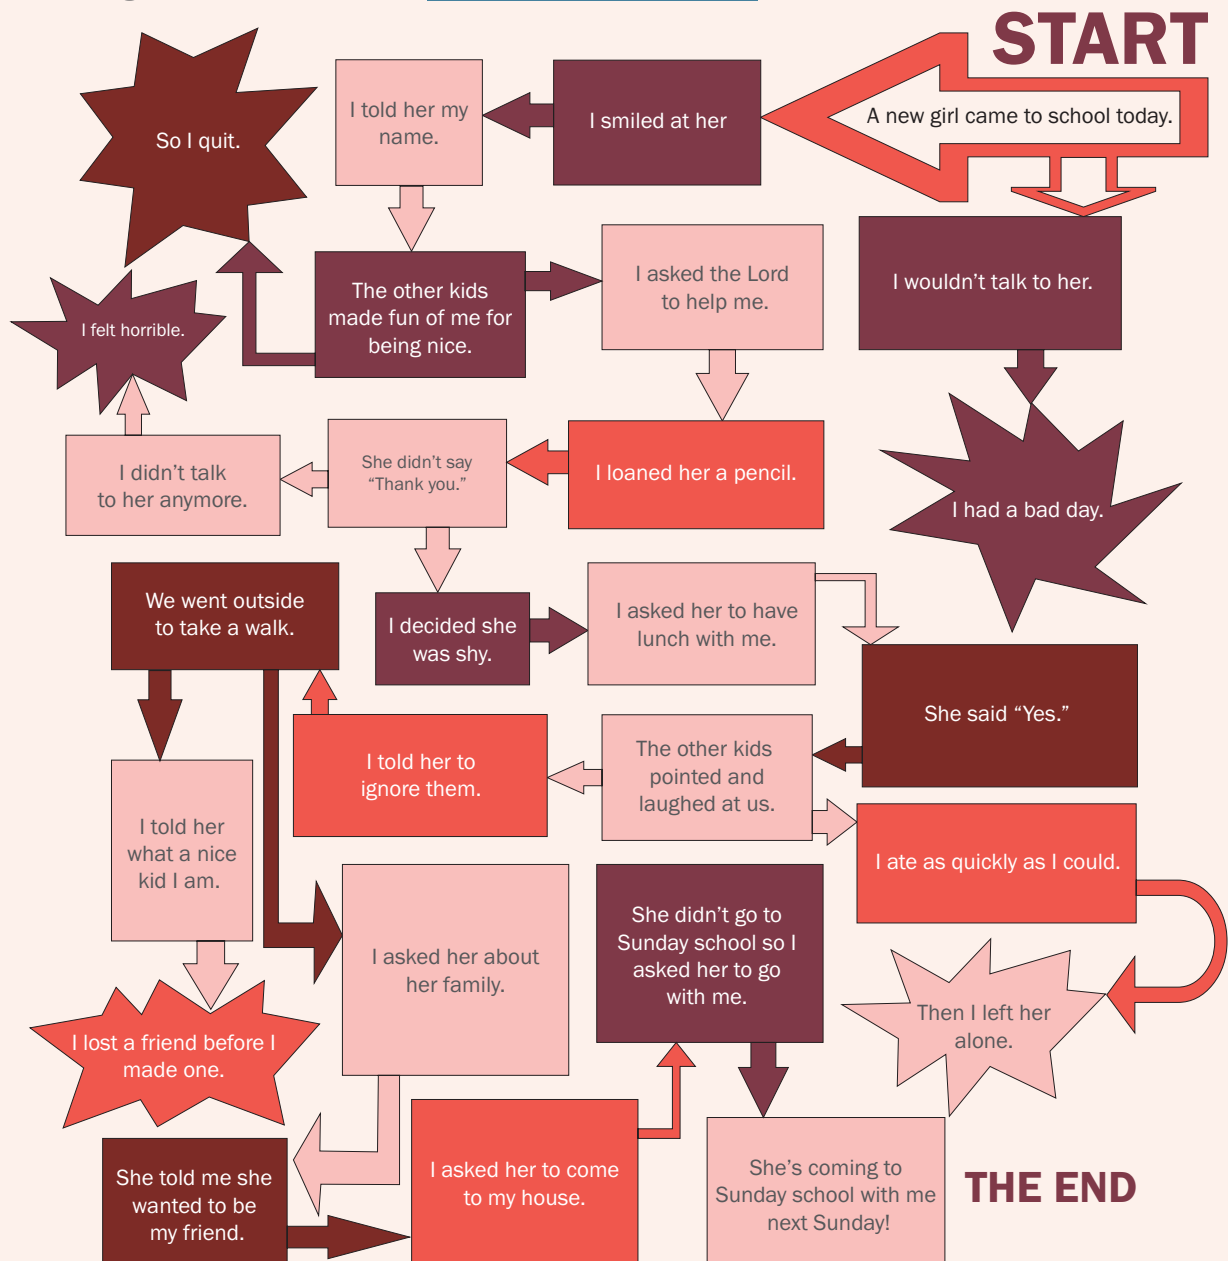 START
A new girl came to school today.
I smiled at her
I told her my
name.
So I quit.
The other kids
made fun of me for
being nice.
I asked the Lord
to help me.
I wouldn't talk to her.
I felt horrible.
I didn't talk
to her anymore.
She didn't say
“Thank you.”
I loaned her a pencil.
I had a bad day.
We went outside
to take a walk.
I decided she
was shy.
I asked her to have
lunch with me.
She said “Yes.”
I told her to
ignore them.
The other kids
pointed and
laughed at us.
I told her
what a nice
kid I am.
I ate as quickly as I could.
I asked her about
her family.
She didn't go to
Sunday school so I
asked her to go
with me.
Then I left her
alone.
I lost a friend before I
made one.
She told me she
wanted to be
my friend.
I asked her to come
to my house.
She's coming to
Sunday school with me
next Sunday!
THE END